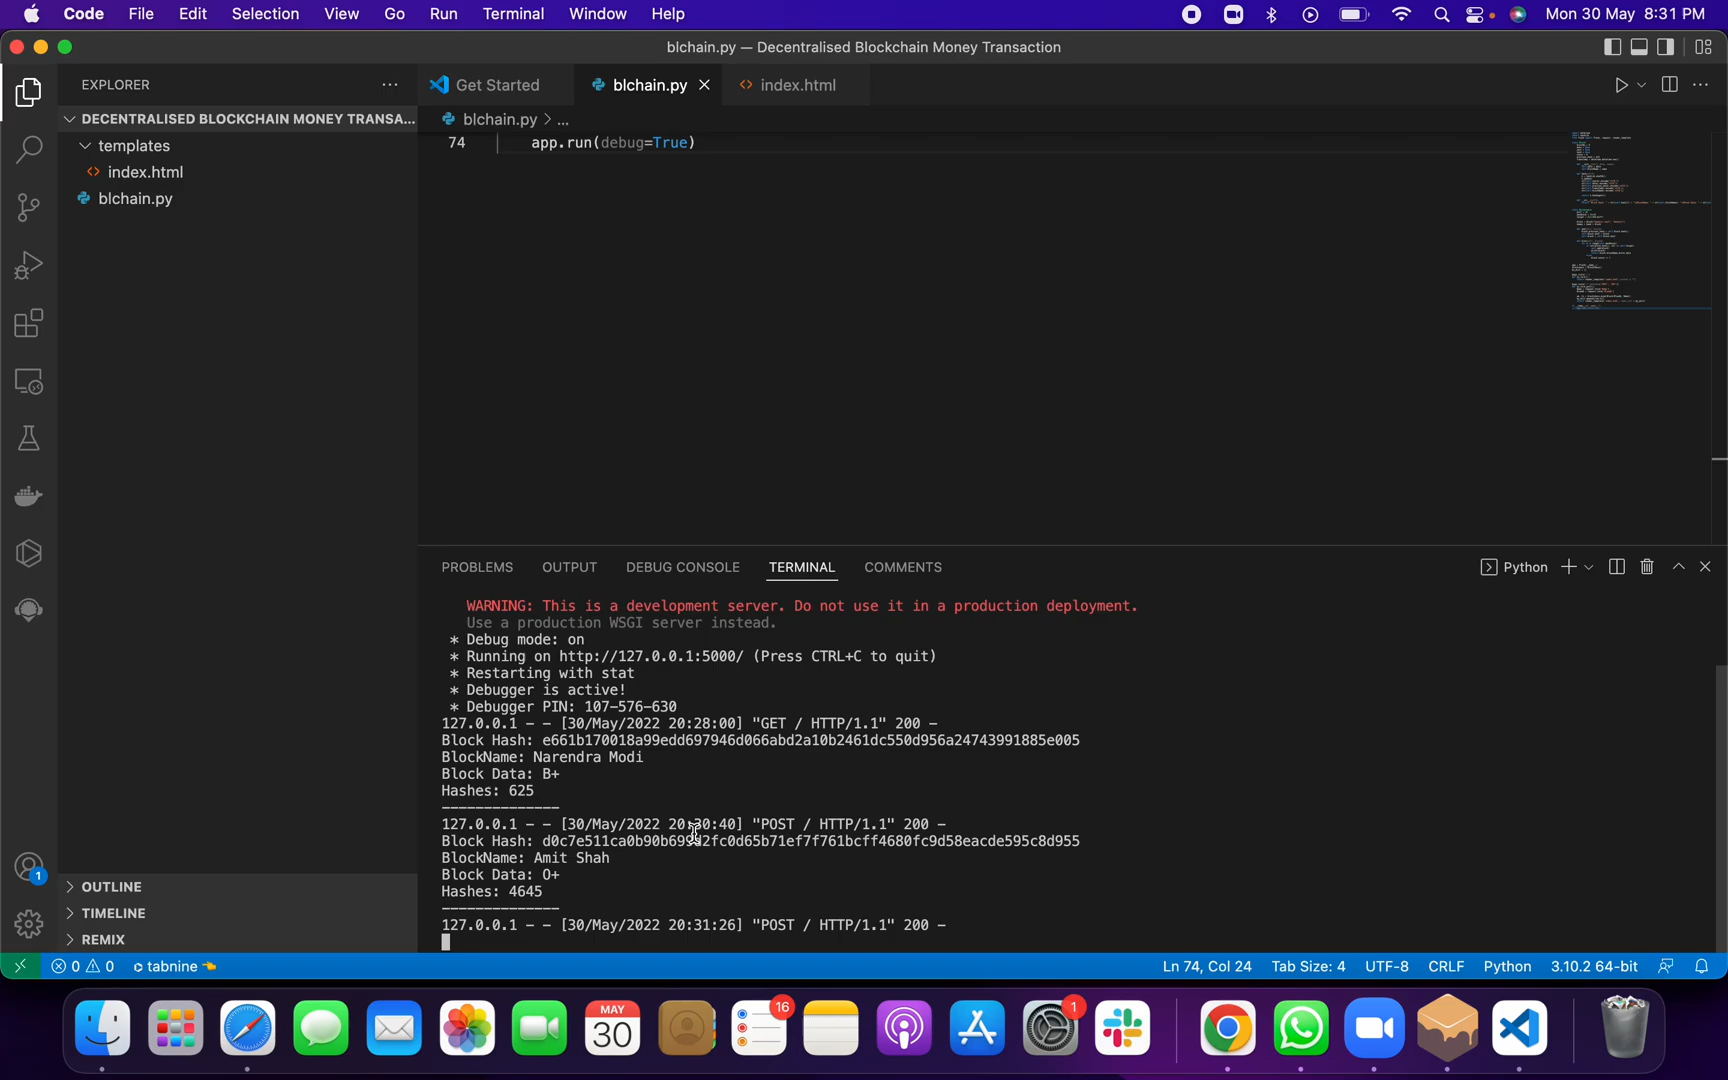 Code File Edit Selection View Go Run Terminal Window Help Mon 30 May 8:31 PM
blchain.py — Decentralised Blockchain Money Transaction
EXPLORER ···
Get Started blchain.py index.html
DECENTRALISED BLOCKCHAIN MONEY TRANSA...
blchain.py > ...
templates
74 app.run(debug=True)
index.html
blchain.py
PROBLEMS OUTPUT DEBUG CONSOLE TERMINAL COMMENTS Python
WARNING: This is a development server. Do not use it in a production deployment.
Use a production WSGI server instead.
* Debug mode: on
* Running on http://127.0.0.1:5000/ (Press CTRL+C to quit)
* Restarting with stat
* Debugger is active!
* Debugger PIN: 107-576-630
127.0.0.1 - - [30/May/2022 20:28:00] "GET / HTTP/1.1" 200 -
Block Hash: e661b170018a99edd697946d066abd2a10b2461dc550d956a24743991885e005
BlockName: Narendra Modi
Block Data: B+
Hashes: 625
---------------
127.0.0.1 - - [30/May/2022 20:30:40] "POST / HTTP/1.1" 200 -
Block Hash: d0c7e511ca0b90b699d2fc0d65b71ef7f761bcff4680fc9d58eacde595c8d955
BlockName: Amit Shah
Block Data: O+
Hashes: 4645
---------------
127.0.0.1 - - [30/May/2022 20:31:26] "POST / HTTP/1.1" 200 -
1
OUTLINE
TIMELINE
REMIX
0 0 tabnine Ln 74, Col 24 Tab Size: 4 UTF-8 CRLF Python 3.10.2 64-bit
MAY
30
16
1